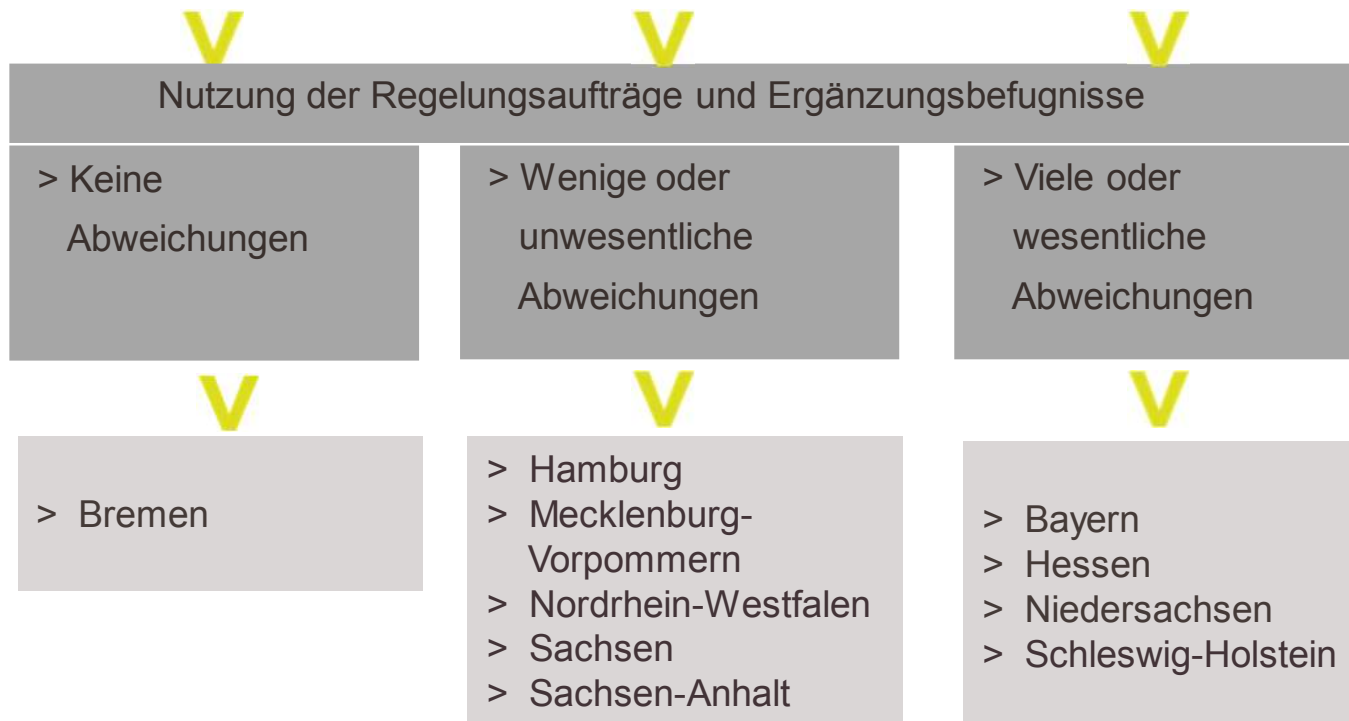 Nutzung der Regelungsaufträge und Ergänzungsbefugnisse
> Keine
Abweichungen
> Wenige oder
unwesentliche
Abweichungen
> Viele oder
wesentliche
Abweichungen
> Bremen
> Hamburg
> Mecklenburg-
Vorpommern
> Nordrhein-Westfalen
> Sachsen
> Sachsen-Anhalt
> Bayern
> Hessen
> Niedersachsen
> Schleswig-Holstein